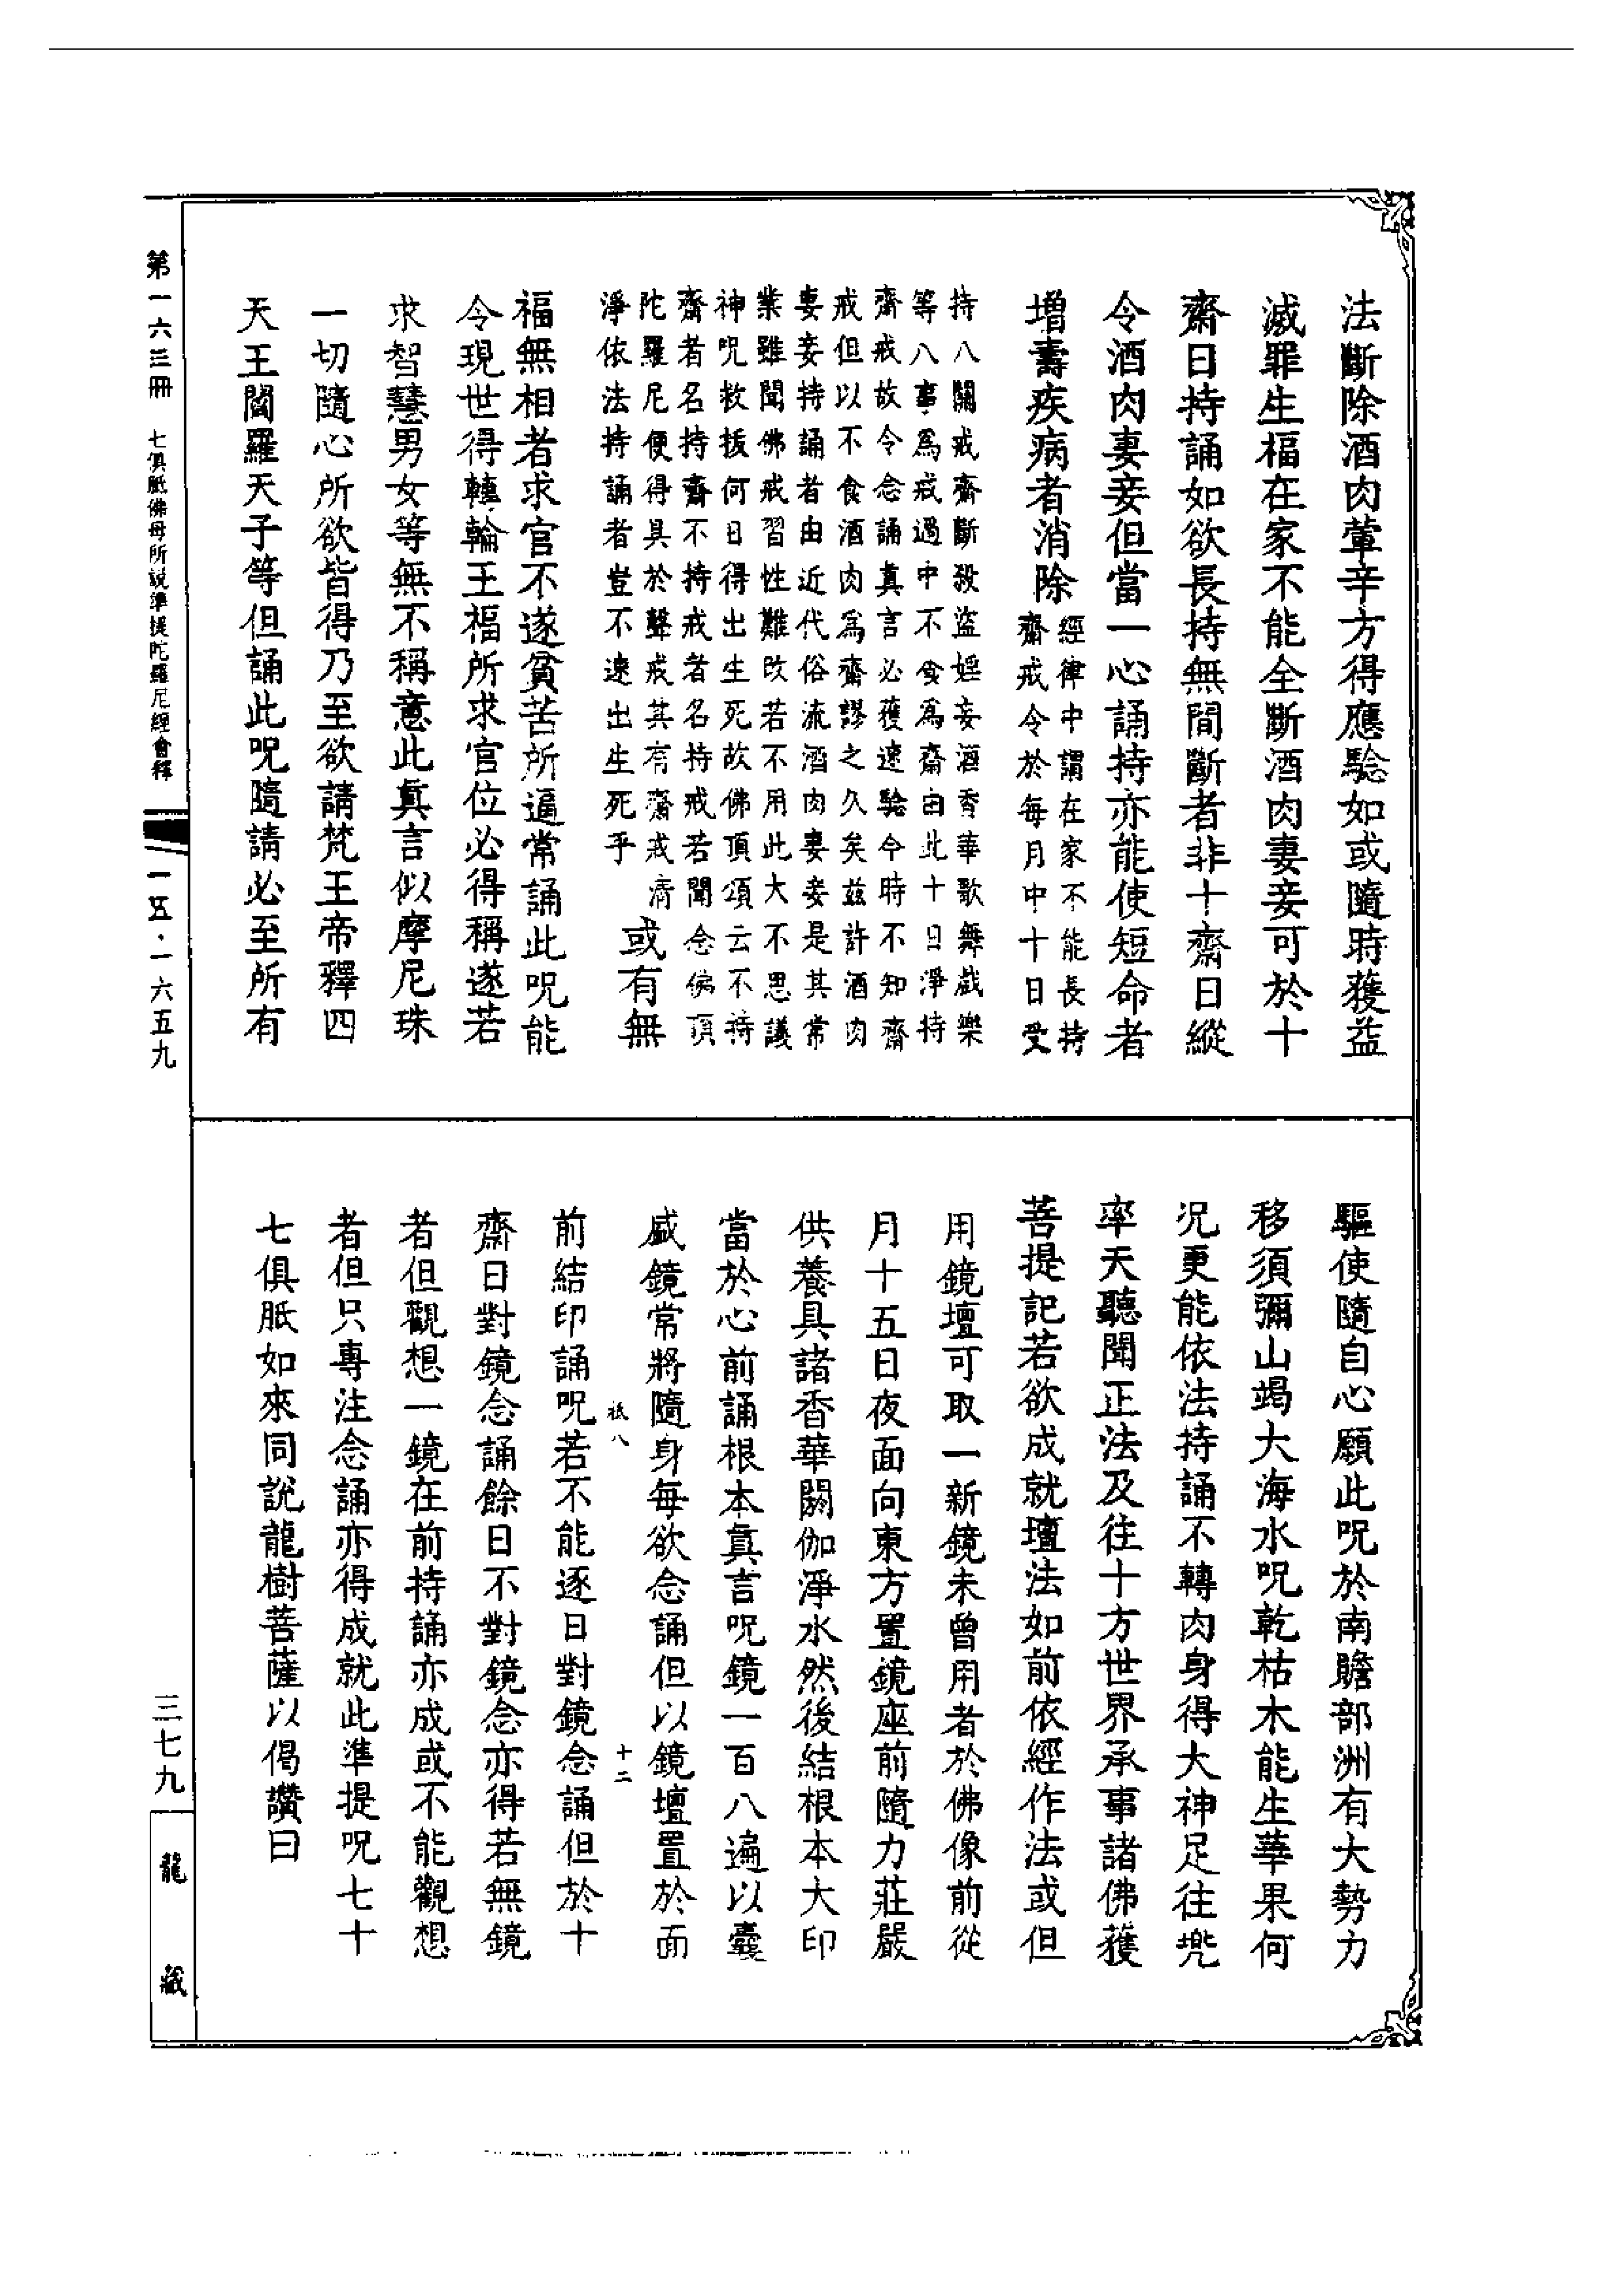 法斷除酒肉葷辛方得應驗如或隨時獲益
滅罪生福在家不能全斷酒肉妻妾可於十
齋日持誦如欲長持無間斷者非十齋日縱
令酒肉妻妾但當一心誦持亦能使短命者
增壽疾病者消除
經律中謂在家不能長持
齋戒令於每月中十日受
持八關戒齋斷殺盜婬妄酒香華歌舞戲樂
等八事爲戒過中不食爲齋由此十日淨持
齋戒故令念誦眞言必獲速驗今時不知齋
戒但以不食酒肉爲齋謬之久矣茲許酒肉
妻妾持誦者由近代俗流酒肉妻妾是其常
業雖聞佛戒習性難改若不用此大不思議
神呪救拔何日得出生死故佛頂頌云不持
齋者名持齋不持戒者名持戒若聞念佛頂
陀羅尼便得具於聲戒其有齋戒清
淨依法持誦者豈不速出生死乎
或有無
福無相者求官不遂貧苦所逼常誦此呪能
令現世得轉輪王福所求官位必得稱遂若
求智慧男女等無不稱意此眞言似摩尼珠
一切隨心所欲皆得乃至欲請梵王帝釋四
天王閻羅天子等但誦此呪隨請必至所有
驅使隨自心願此呪於南贍部洲有大勢力
移須彌山竭大海水呪乾枯木能生華果何
況更能依法持誦不轉肉身得大神足往兜
率天聽聞正法及往十方世界承事諸佛獲
菩提記若欲成就壇法如前依經作法或但
用鏡壇可取一新鏡未曾用者於佛像前從
月十五日夜面向東方置鏡座前隨力莊嚴
供養具諸香華閼伽淨水然後結根本大印
當於心前誦根本眞言呪鏡一百八遍以囊
盛鏡常將隨身每欲念誦但以鏡壇置於面
祇八 十二
前結印誦呪若不能逐日對鏡念誦但於十
齋日對鏡念誦餘日不對鏡念亦得若無鏡
者但觀想一鏡在前持誦亦成或不能觀想
者但只專注念誦亦得成就此準提呪七十
七俱胝如來同說龍樹菩薩以偈讚曰
第一六三冊 七俱胝佛母所説準提陀羅尼經會釋
一五·一六五九
三七九
龍藏